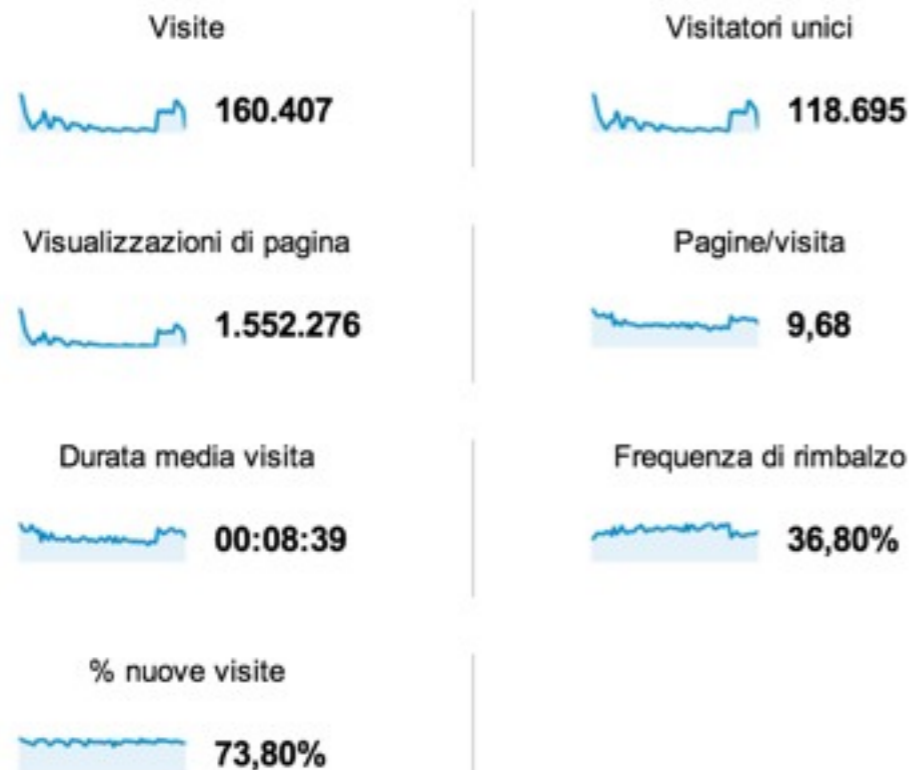 Visite
160.407
Visitatori unici
118.695
Visualizzazioni di pagina
1.552.276
Pagine/visita
9,68
Durata media visita
00:08:39
Frequenza di rimbalzo
36,80%
% nuove visite
73,80%